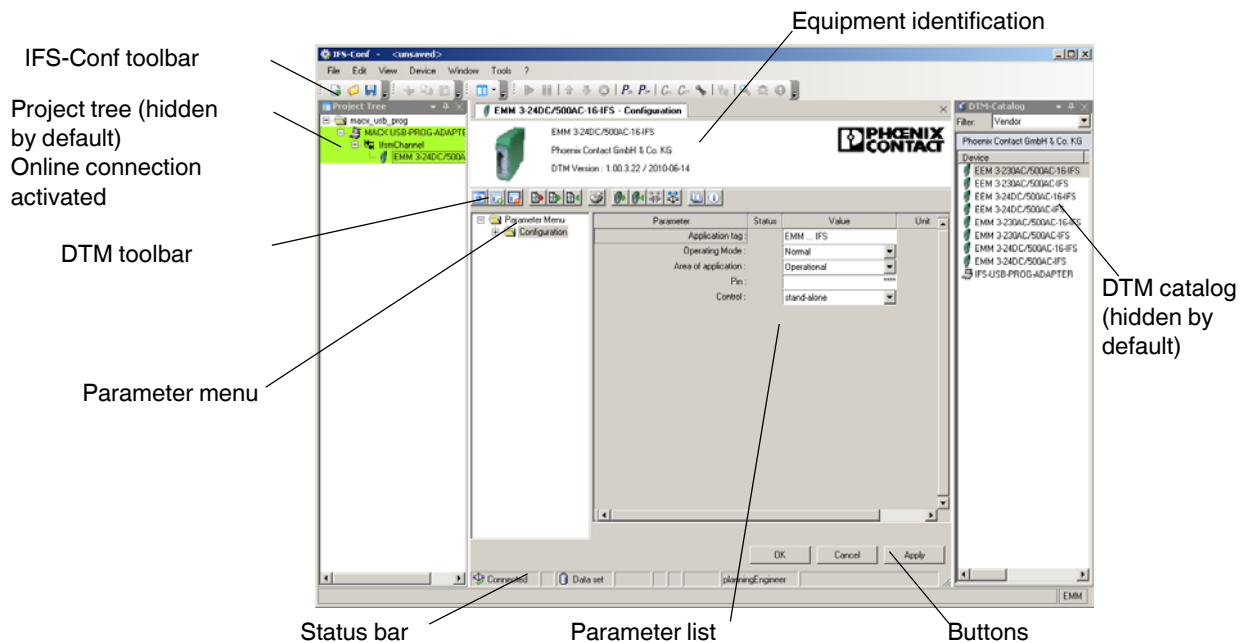 Equipment identification
IFS-Conf toolbar
Project tree (hidden
by default)
Online connection
activated
DTM toolbar
Parameter menu
DTM catalog
(hidden by
default)
Status bar
Parameter list
Buttons
IFS-Conf - <unsaved>
File Edit View Device Window Tools ?
Project Tree
macx_usb_prog
MACX USB-PROG-ADAPTE
IfsmChannel
EMM 3-24DC/500A
EMM 3-24DC/500AC-16-IFS - Configuration
EMM 3-24DC/500AC-16-IFS
Phoenix Contact GmbH & Co. KG
DTM Version : 1.00.3.22 / 2010-06-14
PHŒNIX
CONTACT
Parameter Menu
Configuration
Parameter Status Value Unit
Application tag : EMM ... IFS
Operating Mode : Normal
Area of application : Operational
Pin : ****
Control : stand-alone
OK Cancel Apply
Connected Data set planningEngineer
DTM-Catalog
Filter: Vendor
Phoenix Contact GmbH & Co. KG
Device
EEM 3-230AC/500AC-16-IFS
EEM 3-230AC/500AC-IFS
EEM 3-24DC/500AC-16-IFS
EEM 3-24DC/500AC-IFS
EMM 3-230AC/500AC-16-IFS
EMM 3-230AC/500AC-IFS
EMM 3-24DC/500AC-16-IFS
EMM 3-24DC/500AC-IFS
IFS-USB-PROG-ADAPTER
EMM